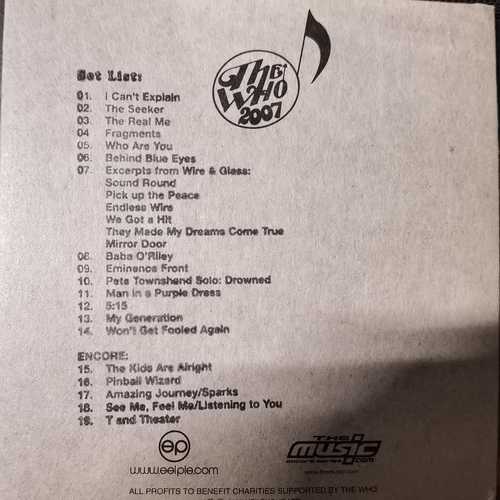 THE WHO 2007
Set List:
01. I Can't Explain
02. The Seeker
03. The Real Me
04 Fragments
05. Who Are You
06. Behind Blue Eyes
07. Excerpts from Wire & Glass:
Sound Round
Pick up the Peace
Endless Wire
We Got a Hit
They Made My Dreams Come True
Mirror Door
08. Baba O'Riley
09. Eminence Front
10. Pete Townshend Solo: Drowned
11. Man in a Purple Dress
12. 5:15
13. My Generation
14. Won't Get Fooled Again
ENCORE:
15. The Kids Are Alright
16. Pinball Wizard
17. Amazing Journey/Sparks
18. See Me, Feel Me/Listening to You
19. T and Theater
ep
www.eelpie.com
THE
MUSIC
.com
ALL PROFITS TO BENEFIT CHARITIES SUPPORTED BY THE WHO